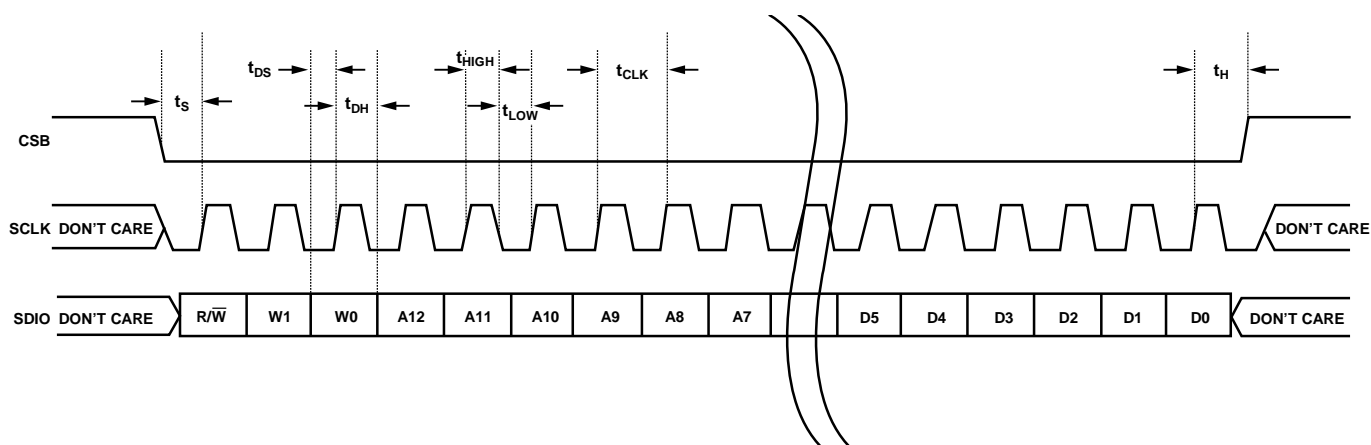 tHIGH
tDS
tCLK
tH
tS
tDH
tLOW
CSB
SCLK DON'T CARE DON'T CARE
SDIO DON'T CARE R/W̅ W1 W0 A12 A11 A10 A9 A8 A7 D5 D4 D3 D2 D1 D0 DON'T CARE